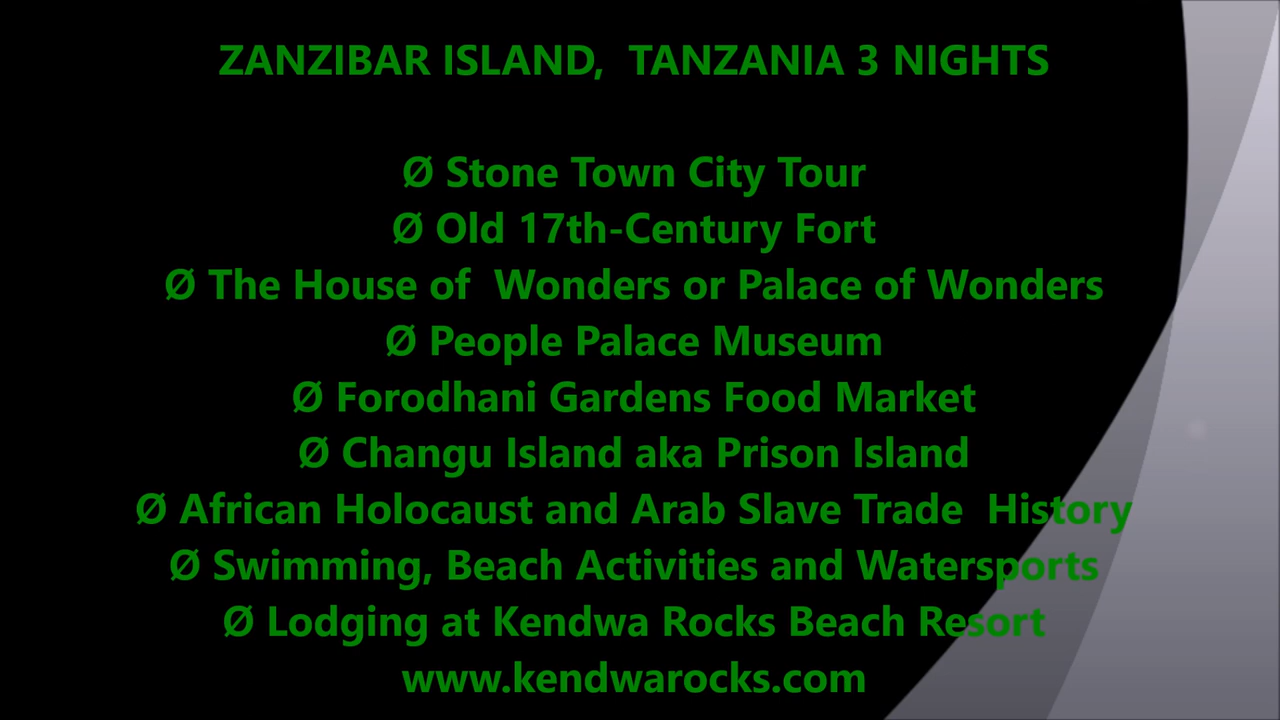 ZANZIBAR ISLAND,  TANZANIA 3 NIGHTS
Ø Stone Town City Tour
Ø Old 17th-Century Fort
Ø The House of  Wonders or Palace of Wonders
Ø People Palace Museum
Ø Forodhani Gardens Food Market
Ø Changu Island aka Prison Island
Ø African Holocaust and Arab Slave Trade  History
Ø Swimming, Beach Activities and Watersports
Ø Lodging at Kendwa Rocks Beach Resort
www.kendwarocks.com